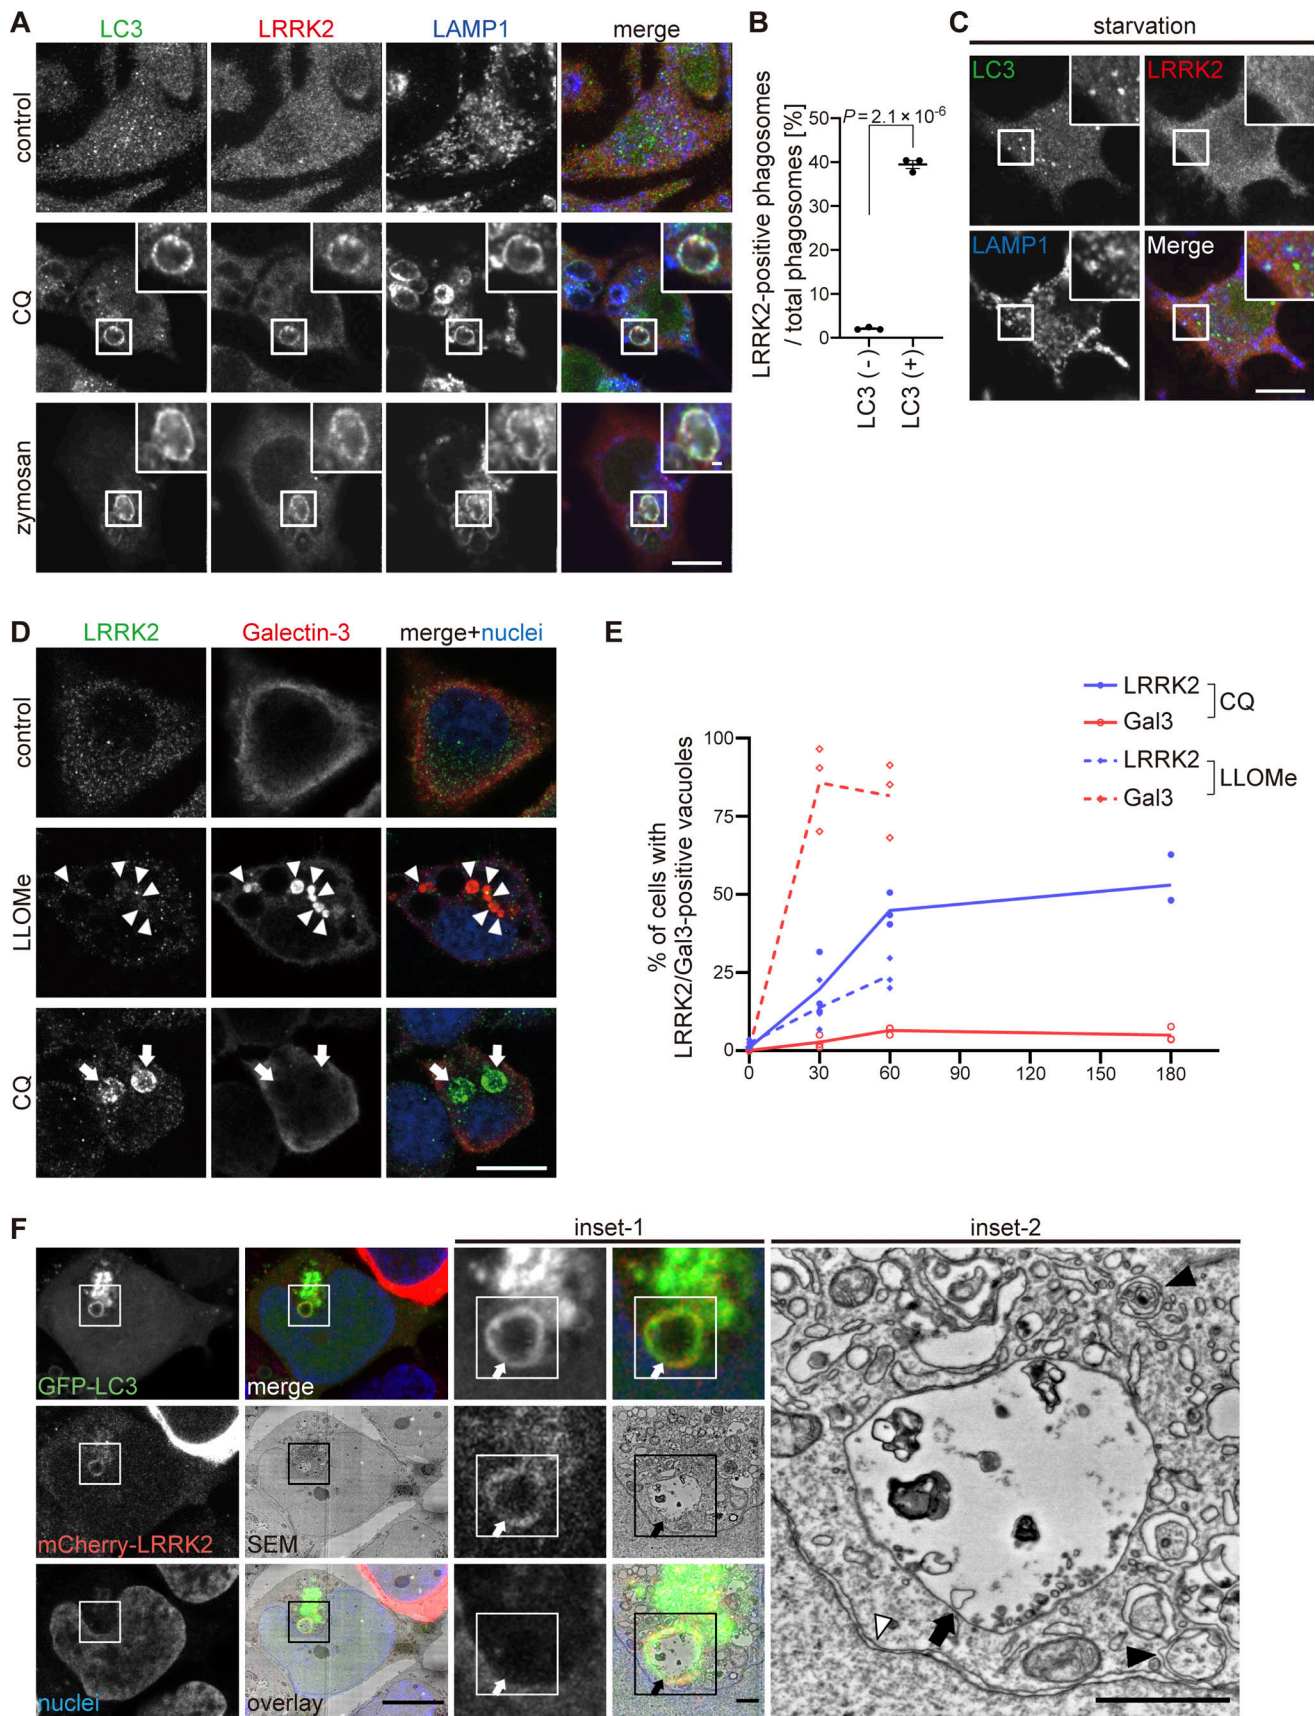 A
LC3
LRRK2
LAMP1
merge
control
CQ
zymosan
B
LRRK2-positive phagosomes
/ total phagosomes [%]
P = 2.1 × 10⁻⁶
50
40
30
20
10
0
LC3 (-)
LC3 (+)
C
starvation
LC3
LRRK2
LAMP1
Merge
D
LRRK2
Galectin-3
merge+nuclei
control
LLOMe
CQ
E
LRRK2
Gal3
CQ
LRRK2
Gal3
LLOMe
% of cells with
LRRK2/Gal3-positive vacuoles
100
75
50
25
0
0
30
60
90
120
150
180
F
inset-1
inset-2
GFP-LC3
merge
mCherry-LRRK2
SEM
nuclei
overlay